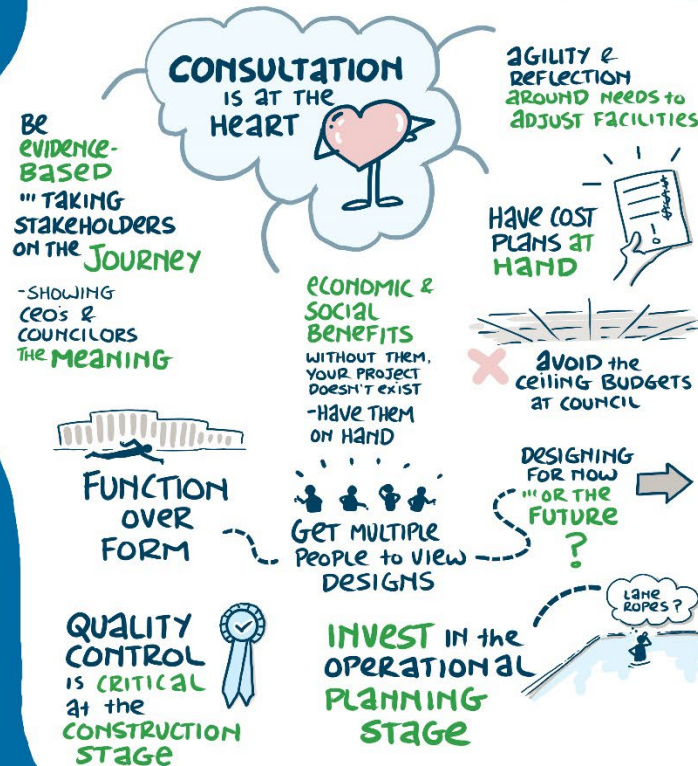 CONSULTATION
IS AT THE
HEART
AGILITY &
REFLECTION
AROUND NEEDS to
ADJUST FACILITIES
BE
EVIDENCE-
BASED
... TAKING
STAKEHOLDERS
ON THE JOURNEY
-SHOWING
CEO'S &
COUNCILORS
THE MEANING
HAVE COST
PLANS AT
HAND
ECONOMIC &
SOCIAL
BENEFITS
WITHOUT THEM,
YOUR PROJECT
DOESN'T EXIST
-HAVE THEM
ON HAND
AVOID the
CEILING BUDGETS
AT COUNCIL
FUNCTION
OVER
FORM
GET MULTIPLE
PEOPLE to VIEW
DESIGNS
DESIGNING
FOR NOW
... OR THE
FUTURE
?
LANE
ROPES?
QUALITY
CONTROL
IS CRITICAL
at the
CONSTRUCTION
STAGE
INVEST IN the
OPERATIONAL
PLANNING
STAGE